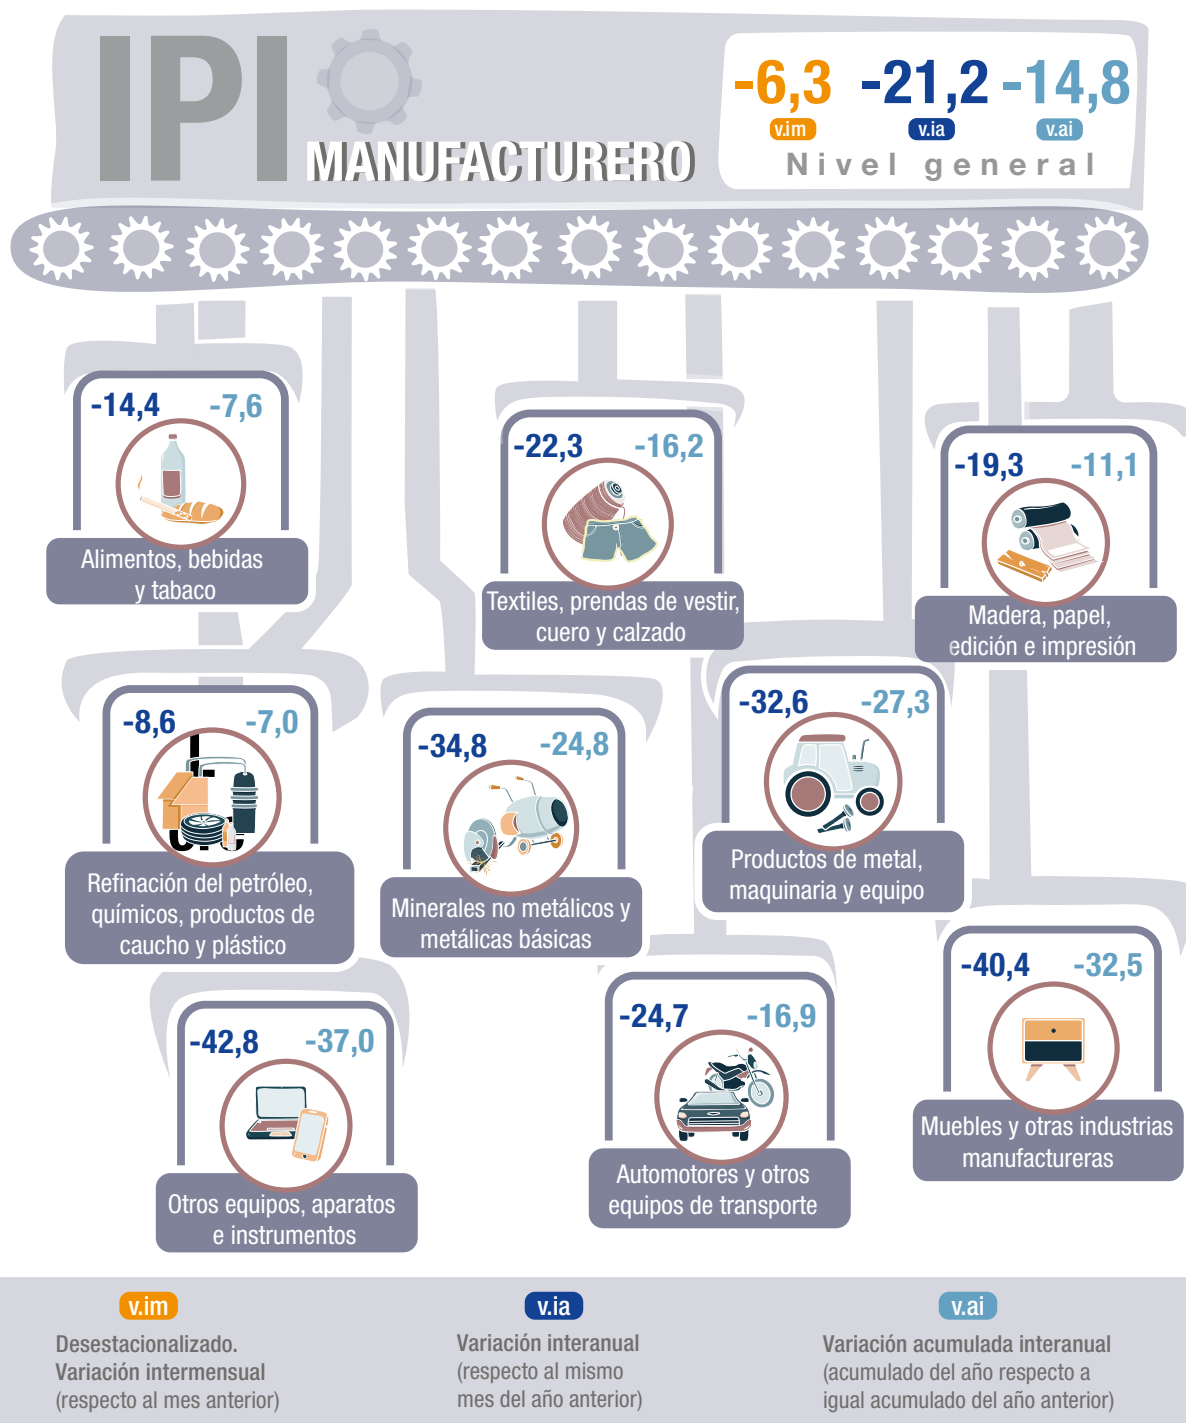 IPI
MANUFACTURERO
-6,3 -21,2 -14,8
v.im v.ia v.ai
Nivel general
-14,4 -7,6
Alimentos, bebidas
y tabaco
-22,3 -16,2
Textiles, prendas de vestir,
cuero y calzado
-19,3 -11,1
Madera, papel,
edición e impresión
-8,6 -7,0
Refinación del petróleo,
químicos, productos de
caucho y plástico
-34,8 -24,8
Minerales no metálicos y
metálicas básicas
-32,6 -27,3
Productos de metal,
maquinaria y equipo
-42,8 -37,0
Otros equipos, aparatos
e instrumentos
-24,7 -16,9
Automotores y otros
equipos de transporte
-40,4 -32,5
Muebles y otras industrias
manufactureras
v.im
Desestacionalizado.
Variación intermensual
(respecto al mes anterior)
v.ia
Variación interanual
(respecto al mismo
mes del año anterior)
v.ai
Variación acumulada interanual
(acumulado del año respecto a
igual acumulado del año anterior)